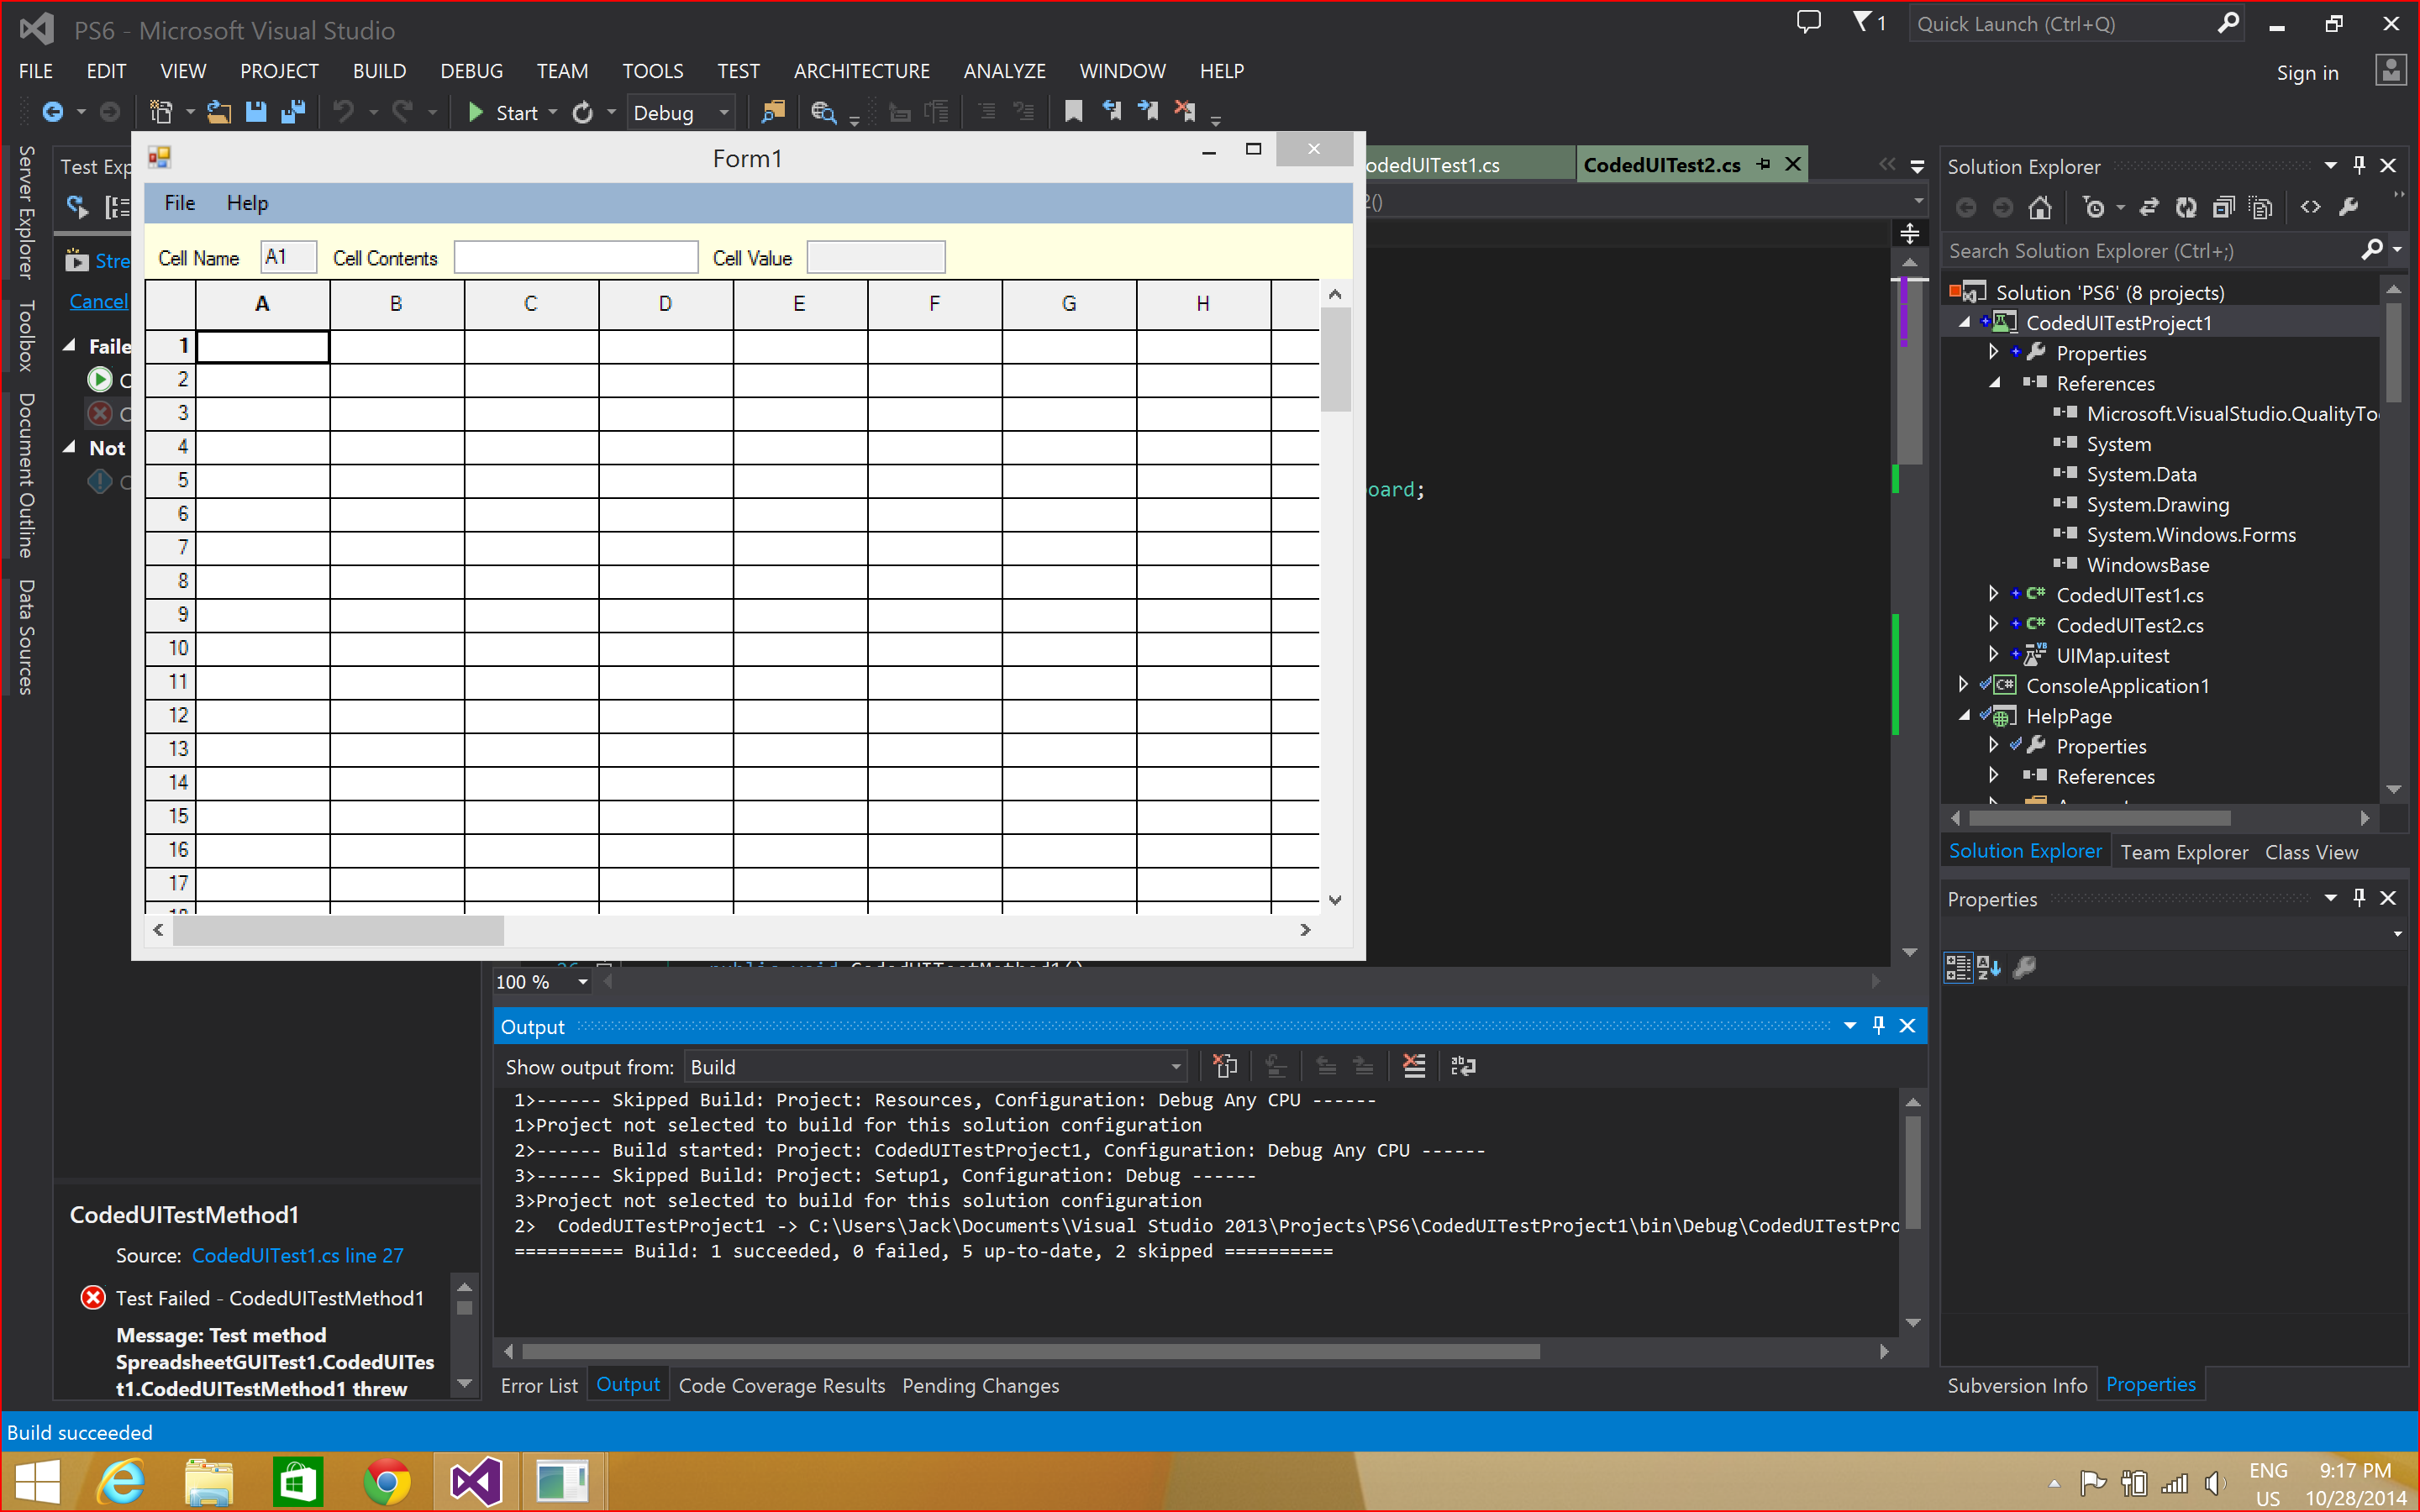 PS6 - Microsoft Visual Studio
1
Quick Launch (Ctrl+Q)
FILE EDIT VIEW PROJECT BUILD DEBUG TEAM TOOLS TEST ARCHITECTURE ANALYZE WINDOW HELP
Sign in
Start
Debug
Server Explorer
Toolbox
Document Outline
Data Sources
Test Exp
Stre
Cancel
Faile
C
C
Not
C
Form1
File Help
Cell Name A1 Cell Contents Cell Value
A B C D E F G H
1
2
3
4
5
6
7
8
9
10
11
12
13
14
15
16
17
odedUITest1.cs
CodedUITest2.cs
2()
oard;
100 %
Output
Show output from: Build
1>------ Skipped Build: Project: Resources, Configuration: Debug Any CPU ------
1>Project not selected to build for this solution configuration
2>------ Build started: Project: CodedUITestProject1, Configuration: Debug Any CPU ------
3>------ Skipped Build: Project: Setup1, Configuration: Debug ------
3>Project not selected to build for this solution configuration
2>  CodedUITestProject1 -> C:\Users\Jack\Documents\Visual Studio 2013\Projects\PS6\CodedUITestProject1\bin\Debug\CodedUITestPro
========== Build: 1 succeeded, 0 failed, 5 up-to-date, 2 skipped ==========
Error List Output Code Coverage Results Pending Changes
CodedUITestMethod1
Source: CodedUITest1.cs line 27
Test Failed - CodedUITestMethod1
Message: Test method
SpreadsheetGUITest1.CodedUITes
t1.CodedUITestMethod1 threw
Solution Explorer
Search Solution Explorer (Ctrl+;)
Solution 'PS6' (8 projects)
CodedUITestProject1
Properties
References
Microsoft.VisualStudio.QualityToo
System
System.Data
System.Drawing
System.Windows.Forms
WindowsBase
C# CodedUITest1.cs
C# CodedUITest2.cs
UIMap.uitest
C# ConsoleApplication1
HelpPage
Properties
References
Solution Explorer Team Explorer Class View
Properties
Subversion Info Properties
Build succeeded
ENG
US
9:17 PM
10/28/2014